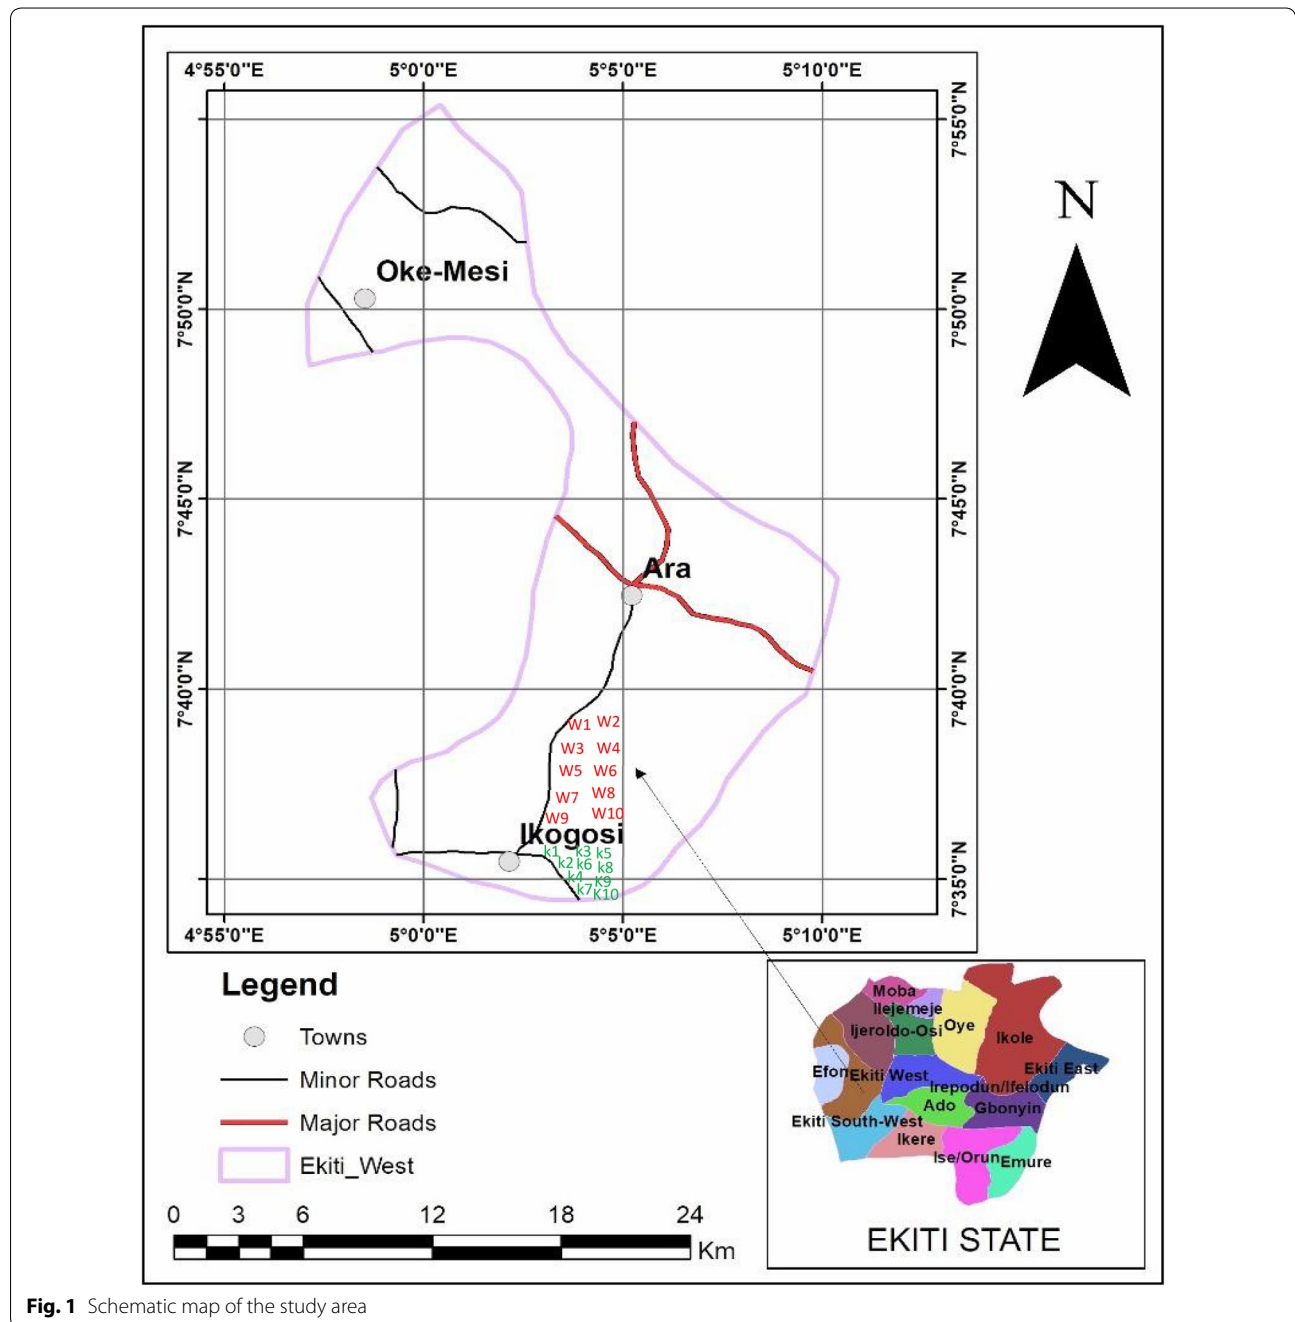 4°55'0"E 5°0'0"E 5°5'0"E 5°10'0"E
7°55'0"N
7°55'0"N
N
Oke-Mesi
7°50'0"N
7°50'0"N
7°45'0"N
7°45'0"N
Ara
7°40'0"N
7°40'0"N
W1 W2
W3 W4
W5 W6
W7 W8
W9 W10
Ikogosi
k1 k3 k5
k2 k6 k8
k4 k9
k7 K10
7°35'0"N
7°35'0"N
4°55'0"E 5°0'0"E 5°5'0"E 5°10'0"E
Legend
Towns
Minor Roads
Major Roads
Ekiti_West
0 3 6 12 18 24
Km
Moba
Ilejemeje
Ijero Ido-Osi Oye
Ikole
Efon Ekiti West Ekiti East
Irepodun/Ifelodun
Ado Gbonyin
Ekiti South-West
Ikere
Ise/Orun Emure
EKITI STATE
Fig. 1 Schematic map of the study area